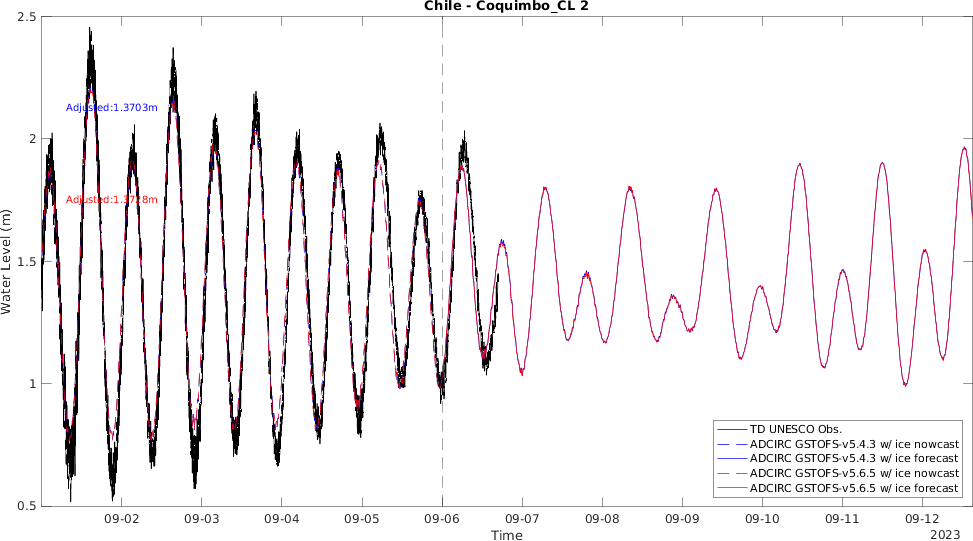 Chile - Coquimbo_CL 2
2.5
2
1.5
1
0.5
Water Level (m)
Adjusted:1.3703m
Adjusted:1.3728m
TD UNESCO Obs.
ADCIRC GSTOFS-v5.4.3 w/ ice nowcast
ADCIRC GSTOFS-v5.4.3 w/ ice forecast
ADCIRC GSTOFS-v5.6.5 w/ ice nowcast
ADCIRC GSTOFS-v5.6.5 w/ ice forecast
09-02 09-03 09-04 09-05 09-06 09-07 09-08 09-09 09-10 09-11 09-12
Time
2023